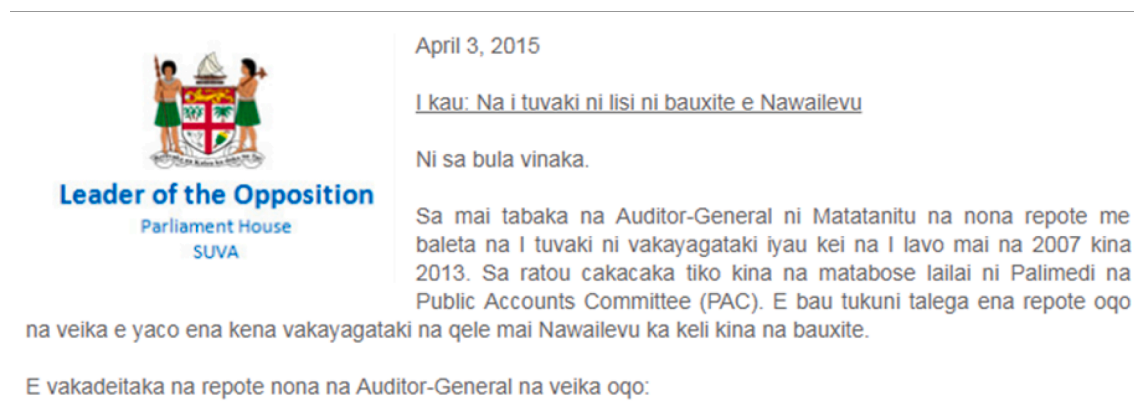 April 3, 2015
I kau: Na i tuvaki ni lisi ni bauxite e Nawailevu
Ni sa bula vinaka.
Leader of the Opposition
Parliament House
SUVA
Sa mai tabaka na Auditor-General ni Matatanitu na nona repote me
baleta na I tuvaki ni vakayagataki iyau kei na I lavo mai na 2007 kina
2013. Sa ratou cakacaka tiko kina na matabose lailai ni Palimedi na
Public Accounts Committee (PAC). E bau tukuni talega ena repote oqo
na veika e yaco ena kena vakayagataki na qele mai Nawailevu ka keli kina na bauxite.
E vakadeitaka na repote nona na Auditor-General na veika oqo: